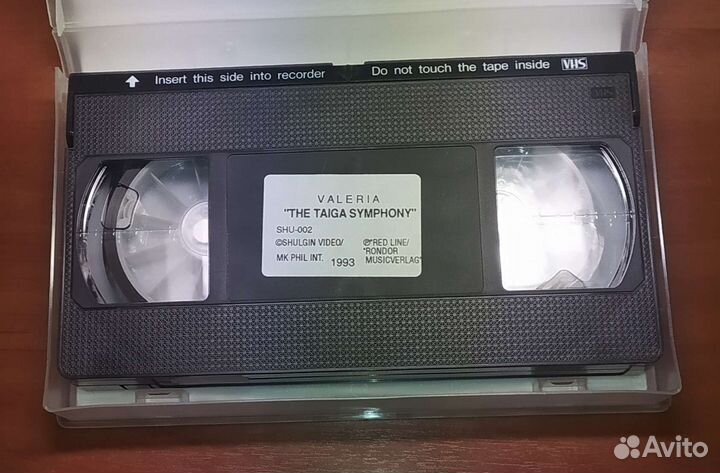 Insert this side into recorder
Do not touch the tape inside VHS
VHS
VALERIA
"THE TAIGA SYMPHONY"
SHU-002
©SHULGIN VIDEO/ ℗"RED LINE/
MK PHIL INT. 1993 "RONDOR
MUSICVERLAG"
Avito